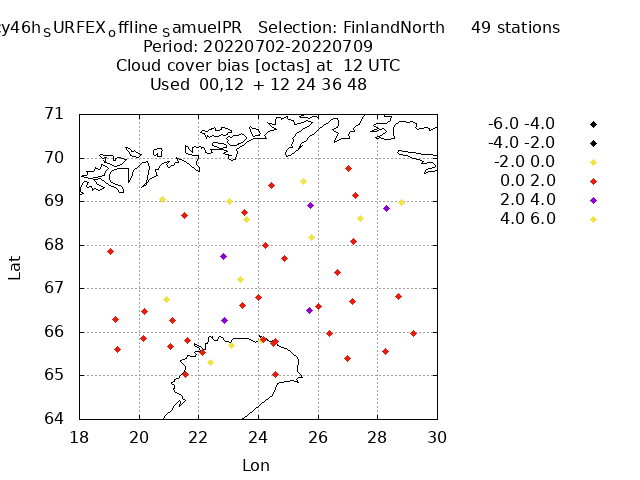 cy46h_SURFEX_offline_SamuelPR Selection: FinlandNorth 49 stations
Period: 20220702-20220709
Cloud cover bias [octas] at 12 UTC
Used 00,12 + 12 24 36 48
-6.0 -4.0
-4.0 -2.0
-2.0 0.0
0.0 2.0
2.0 4.0
4.0 6.0
71
70
69
68
67
66
65
64
Lat
18 20 22 24 26 28 30
Lon